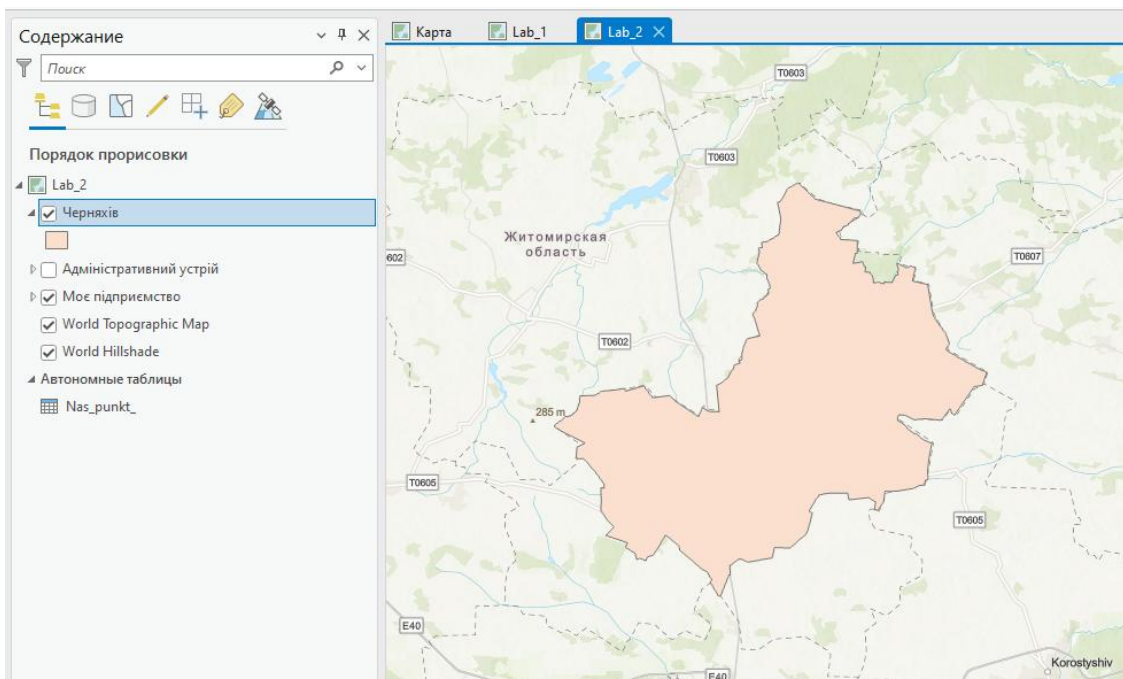 Содержание
Поиск
Порядок прорисовки
Lab_2
Черняхів
Адміністративний устрій
Моє підприємство
World Topographic Map
World Hillshade
Автономные таблицы
Nas_punkt_
Карта
Lab_1
Lab_2
T0603
T0603
Житомирская
область
602
T0607
T0602
285 m
T0605
T0605
E40
E40
Korostyshiv